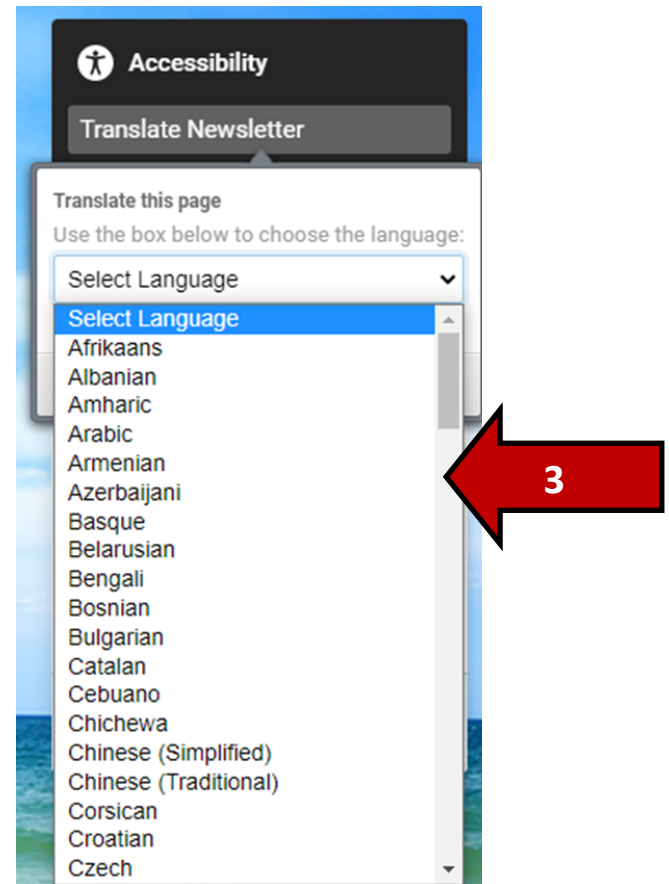 Accessibility
Translate Newsletter
Translate this page
Use the box below to choose the language:
Select Language
Select Language
Afrikaans
Albanian
Amharic
Arabic
Armenian
3
Azerbaijani
Basque
Belarusian
Bengali
Bosnian
Bulgarian
Catalan
Cebuano
Chichewa
Chinese (Simplified)
Chinese (Traditional)
Corsican
Croatian
Czech